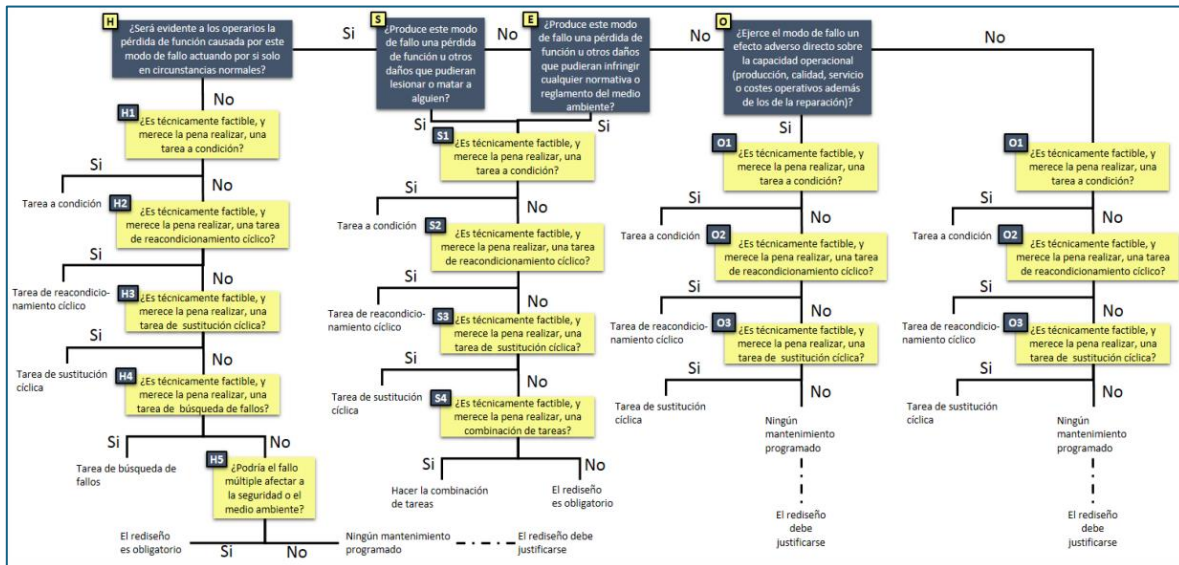 H
¿Será evidente a los operarios
la pérdida de función causada por este
modo de fallo actuando por si solo
en circunstancias normales?
Si
S
¿Produce este modo
de fallo una pérdida de
función u otros daños
que pudieran
lesionar o matar a
alguien?
No
E
¿Produce este modo
de fallo una pérdida de
función u otros daños
que pudieran infringir
cualquier normativa o
reglamento del medio
ambiente?
No
O
¿Ejerce el modo de fallo un
efecto adverso directo sobre
la capacidad operacional
(producción, calidad, servicio
o costes operativos además
de los de la reparación)?
No
No
H1
¿Es técnicamente factible, y
merece la pena realizar, una
tarea a condición?
Si
No
Tarea a condición
H2
¿Es técnicamente factible, y
merece la pena realizar, una tarea
de reacondicionamiento cíclico?
Si
No
Tarea de reacondicio-
namiento cíclico
H3
¿Es técnicamente factible, y
merece la pena realizar, una
tarea de sustitución cíclica?
Si
No
Tarea de sustitución
cíclica
H4
¿Es técnicamente factible, y
merece la pena realizar, una
tarea de búsqueda de fallos?
Si
No
Tarea de búsqueda de
fallos
H5
¿Podría el fallo
múltiple afectar a
la seguridad o el
medio ambiente?
El rediseño
es obligatorio
Si
No
Ningún mantenimiento
programado
El rediseño debe
justificarse
Si
Si
S1
¿Es técnicamente factible, y
merece la pena realizar, una
tarea a condición?
Si
No
Tarea a condición
S2
¿Es técnicamente factible, y
merece la pena realizar, una tarea
de reacondicionamiento cíclico?
Si
No
Tarea de reacondicio-
namiento cíclico
S3
¿Es técnicamente factible, y
merece la pena realizar, una
tarea de sustitución cíclica?
Si
No
Tarea de sustitución
cíclica
S4
¿Es técnicamente factible, y
merece la pena realizar, una
combinación de tareas?
Si
No
Hacer la combinación
de tareas
El rediseño
es obligatorio
Si
O1
¿Es técnicamente factible, y
merece la pena realizar, una
tarea a condición?
Si
No
Tarea a condición
O2
¿Es técnicamente factible, y
merece la pena realizar, una tarea
de reacondicionamiento cíclico?
Si
No
Tarea de reacondicio-
namiento cíclico
O3
¿Es técnicamente factible, y
merece la pena realizar, una
tarea de sustitución cíclica?
Si
No
Tarea de sustitución
cíclica
Ningún
mantenimiento
programado
El rediseño
debe
justificarse
O1
¿Es técnicamente factible, y
merece la pena realizar, una
tarea a condición?
Si
No
Tarea a condición
O2
¿Es técnicamente factible, y
merece la pena realizar, una tarea
de reacondicionamiento cíclico?
Si
No
Tarea de reacondicio-
namiento cíclico
O3
¿Es técnicamente factible, y
merece la pena realizar, una
tarea de sustitución cíclica?
Si
No
Tarea de sustitución
cíclica
Ningún
mantenimiento
programado
El rediseño
debe
justificarse